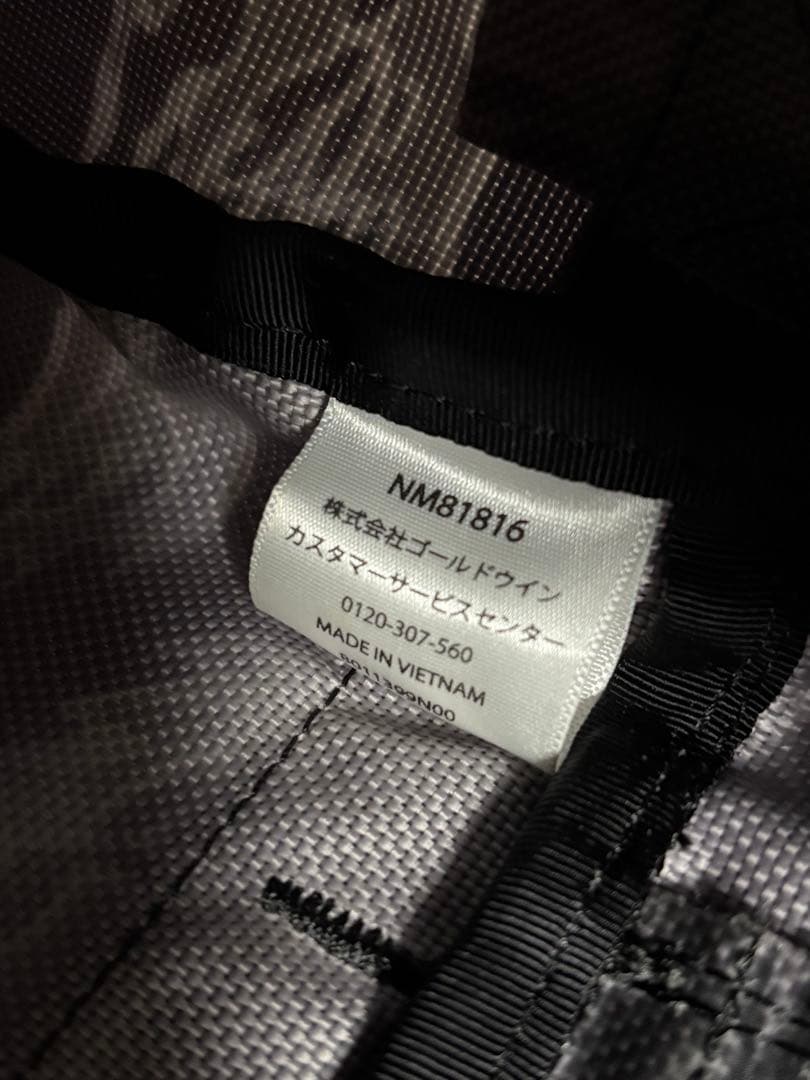 NM81816
株式会社ゴールドウイン
カスタマーサービスセンター
0120-307-560
MADE IN VIETNAM